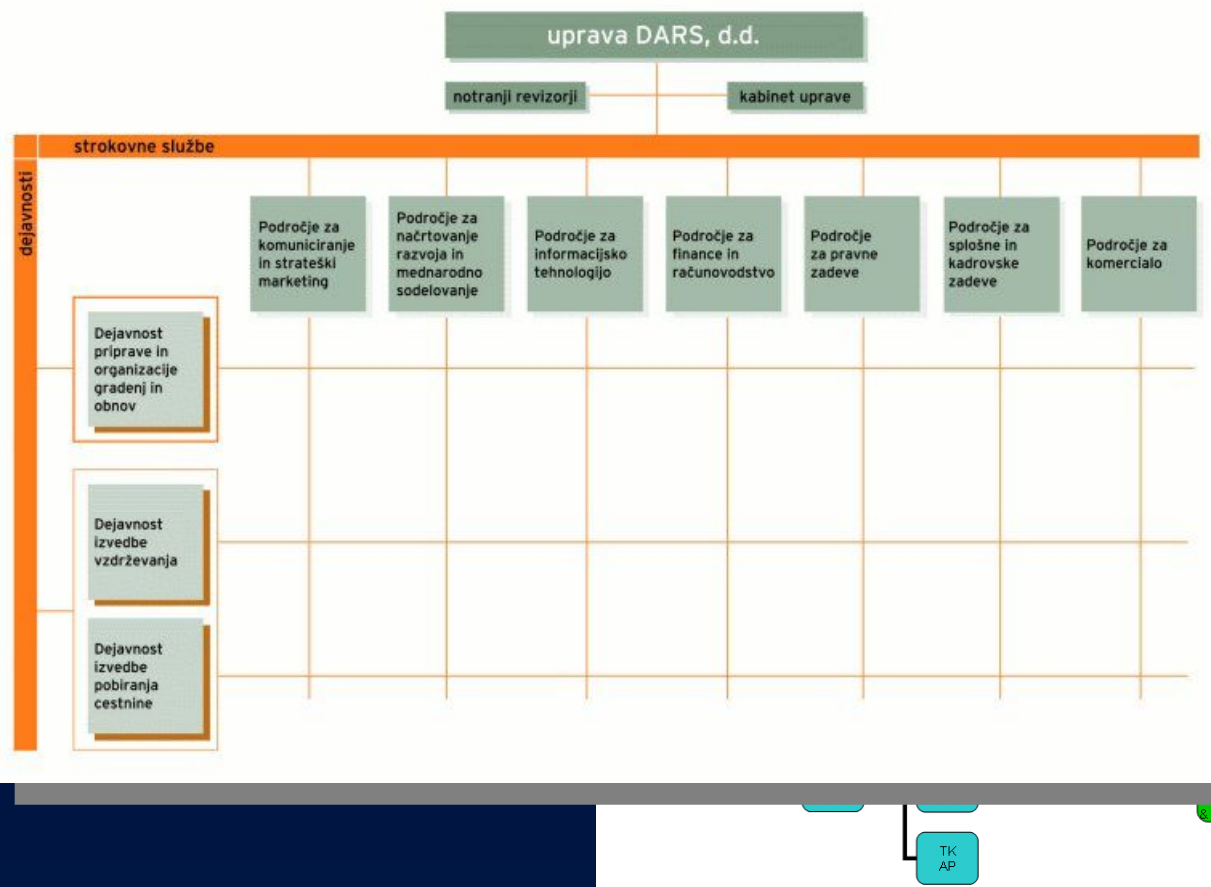 uprava DARS, d.d.
notranji revizorji
kabinet uprave
strokovne službe
dejavnosti
Področje za
komuniciranje
in strateški
marketing
Področje za
načrtovanje
razvoja in
mednarodno
sodelovanje
Področje za
informacijsko
tehnologijo
Področje za
finance in
računovodstvo
Področje
za pravne
zadeve
Področje za
splošne in
kadrovske
zadeve
Področje za
komercialo
Dejavnost
priprave in
organizacije
gradenj in
obnov
Dejavnost
izvedbe
vzdrževanja
Dejavnost
izvedbe
pobiranja
cestnine
&
TK
AP